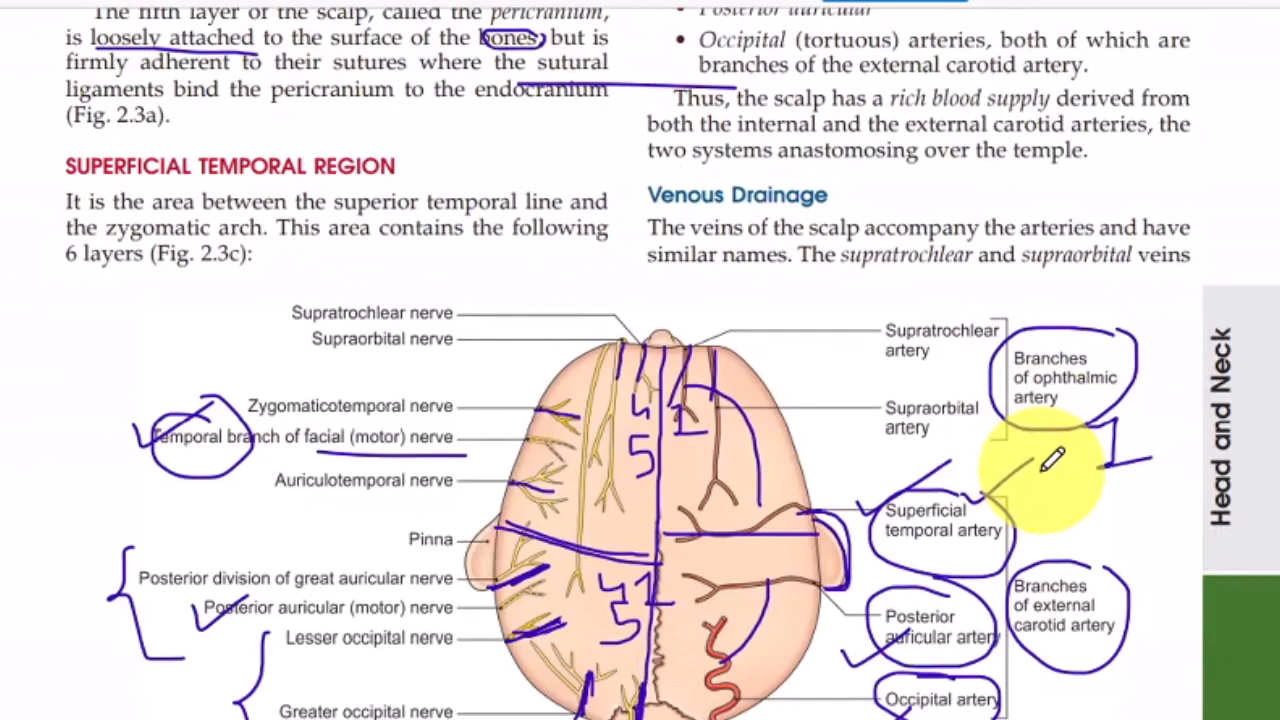 The fifth layer of the scalp, called the pericranium,
is loosely attached to the surface of the bones, but is
firmly adherent to their sutures where the sutural
ligaments bind the pericranium to the endocranium
(Fig. 2.3a).
SUPERFICIAL TEMPORAL REGION
It is the area between the superior temporal line and
the zygomatic arch. This area contains the following
6 layers (Fig. 2.3c):
• Posterior auricular
• Occipital (tortuous) arteries, both of which are
branches of the external carotid artery.
Thus, the scalp has a rich blood supply derived from
both the internal and the external carotid arteries, the
two systems anastomosing over the temple.
Venous Drainage
The veins of the scalp accompany the arteries and have
similar names. The supratrochlear and supraorbital veins
Supratrochlear nerve
Supraorbital nerve
Zygomaticotemporal nerve
Temporal branch of facial (motor) nerve
Auriculotemporal nerve
Pinna
Posterior division of great auricular nerve
Posterior auricular (motor) nerve
Lesser occipital nerve
Greater occipital nerve
4 1
5
4 1
5
Supratrochlear
artery
Supraorbital
artery
Branches
of ophthalmic
artery
1
Superficial
temporal artery
Posterior
auricular artery
Occipital artery
Branches
of external
carotid artery
Head and Neck